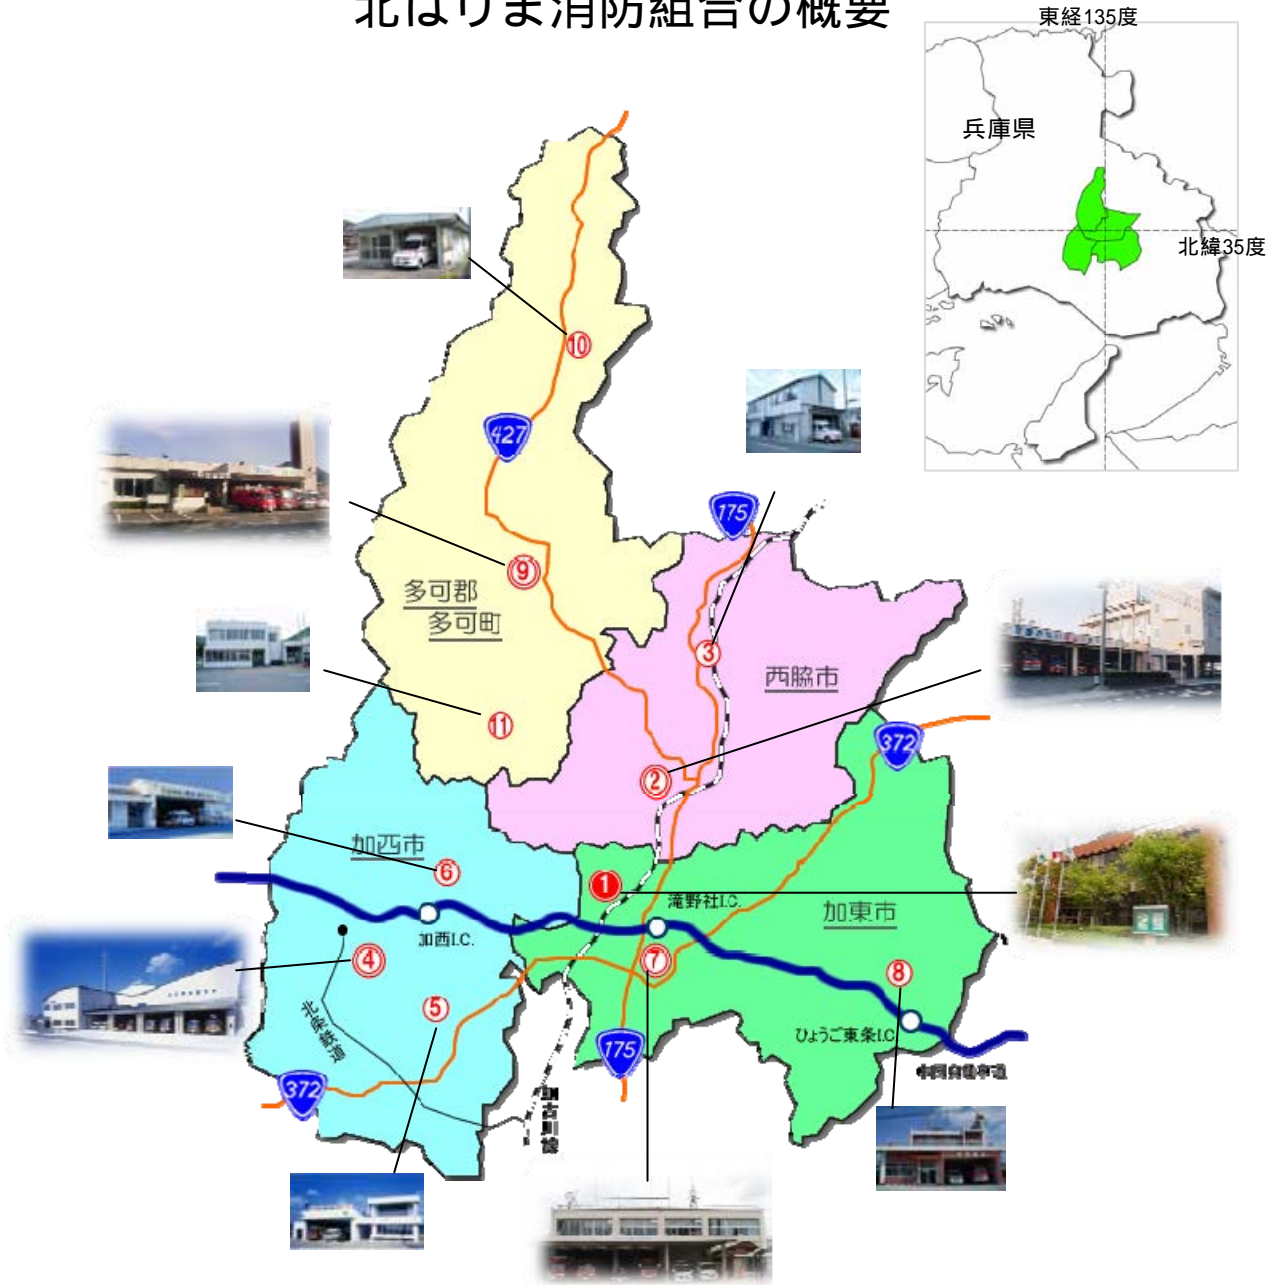 北はりま消防組合の概要
東経135度
兵庫県
北緯35度
⑩
427
175
⑨
多可郡
多可町
③
西脇市
⑪
372
②
加西市
⑥
①
滝野社I.C.
加東市
加西I.C.
④
⑦
⑧
⑤
北条鉄道
ひょうご東条I.C.
175
中国自動車道
372
加古川線